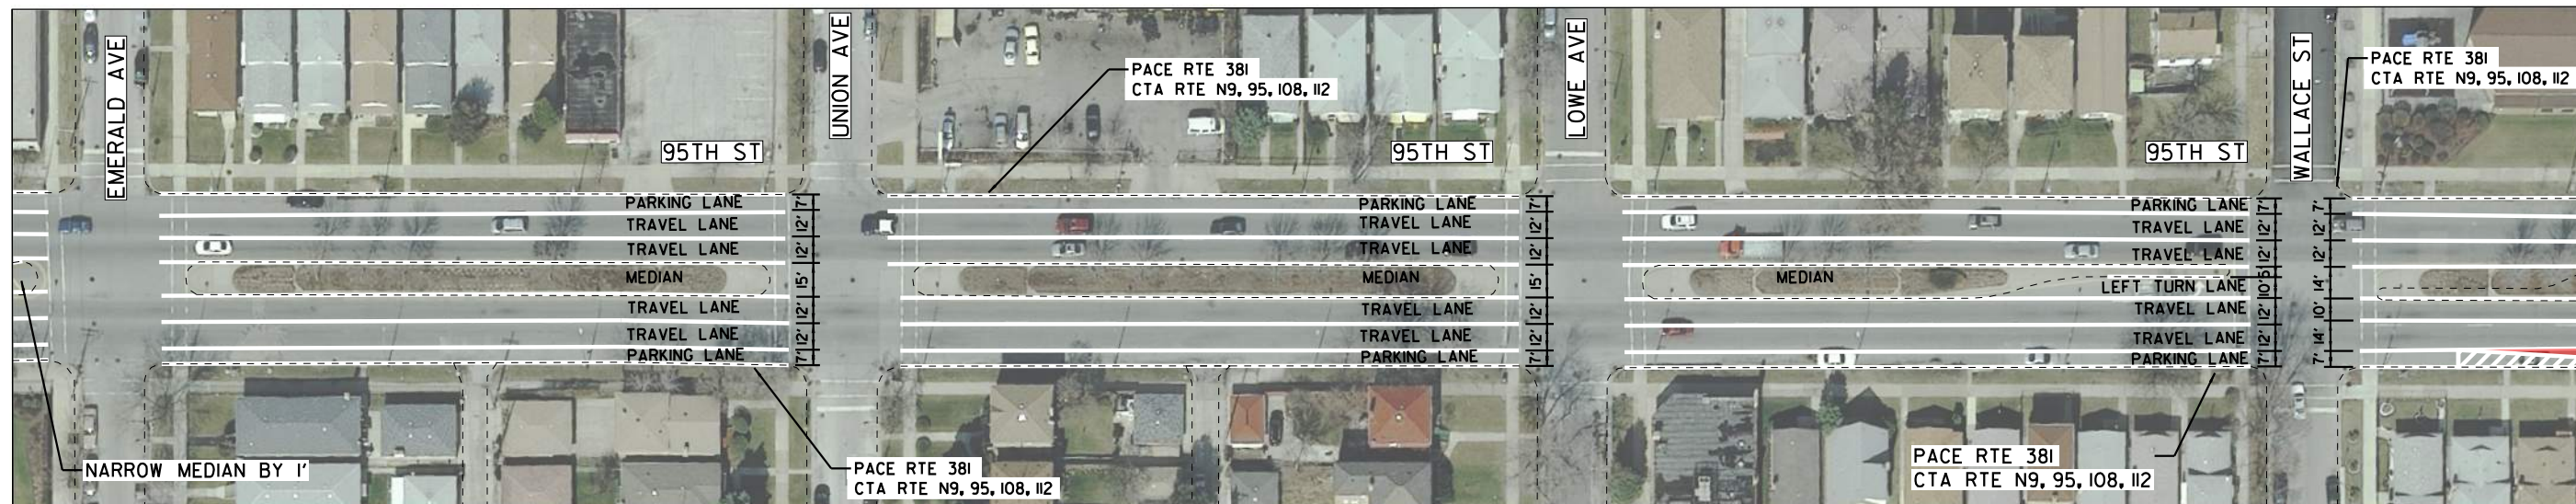 EMERALD AVE
UNION AVE
LOWE AVE
WALLACE ST
PACE RTE 381
CTA RTE N9, 95, 108, 112
PACE RTE 381
CTA RTE N9, 95, 108, 112
95TH ST
95TH ST
95TH ST
PARKING LANE 7'
TRAVEL LANE 12'
TRAVEL LANE 12'
MEDIAN 15'
TRAVEL LANE 12'
TRAVEL LANE 12'
PARKING LANE 7'
PARKING LANE 7'
TRAVEL LANE 12'
TRAVEL LANE 12'
MEDIAN 15'
TRAVEL LANE 12'
TRAVEL LANE 12'
PARKING LANE 7'
PARKING LANE 7'
TRAVEL LANE 12'
TRAVEL LANE 12'
MEDIAN
LEFT TURN LANE 10'
TRAVEL LANE 12'
TRAVEL LANE 12'
PARKING LANE 7'
7'
12'
12'
14'
10'
14'
7'
NARROW MEDIAN BY 1'
PACE RTE 381
CTA RTE N9, 95, 108, 112
PACE RTE 381
CTA RTE N9, 95, 108, 112